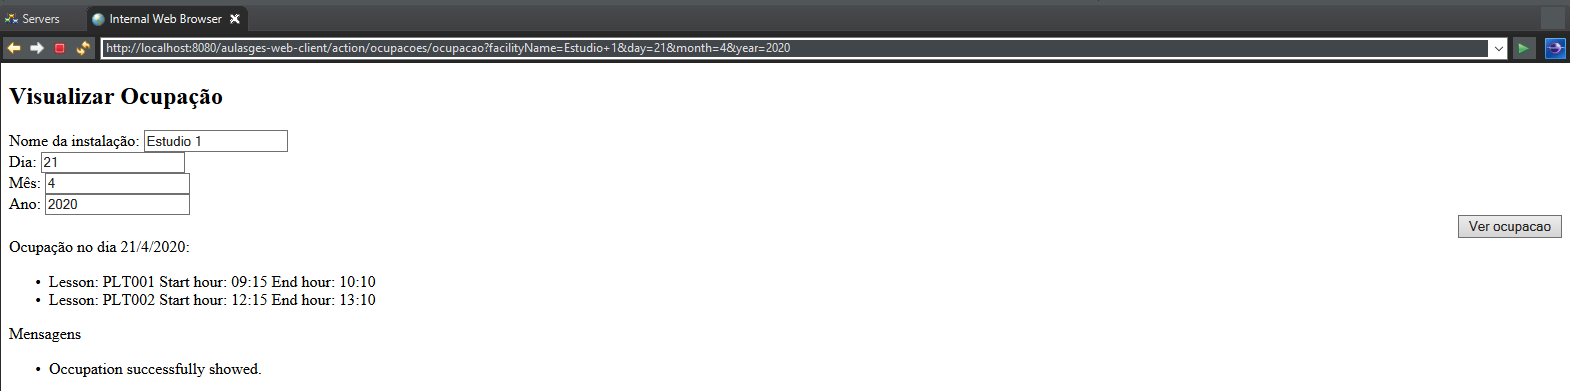 Servers Internal Web Browser
http://localhost:8080/aulasges-web-client/action/ocupacoes/ocupacao?facilityName=Estudio+1&day=21&month=4&year=2020
Visualizar Ocupação
Nome da instalação: Estudio 1
Dia: 21
Mês: 4
Ano: 2020
Ver ocupacao
Ocupação no dia 21/4/2020:
• Lesson: PLT001 Start hour: 09:15 End hour: 10:10
• Lesson: PLT002 Start hour: 12:15 End hour: 13:10
Mensagens
• Occupation successfully showed.